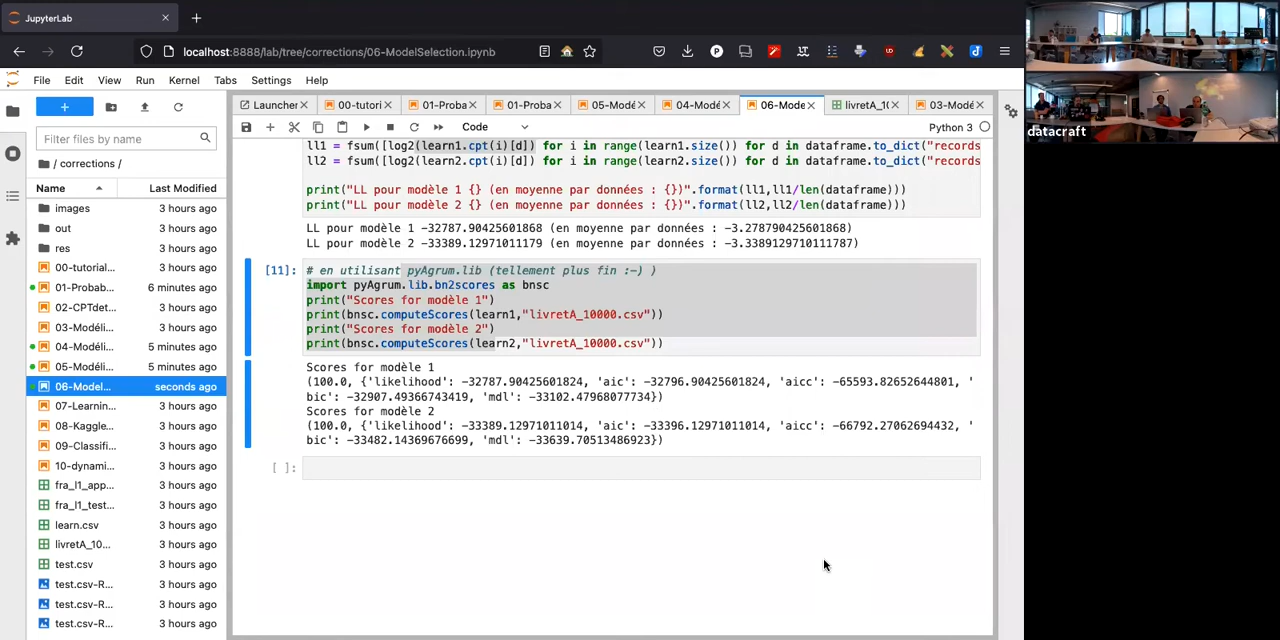 JupyterLab
localhost:8888/lab/tree/corrections/06-ModelSelection.ipynb
File Edit View Run Kernel Tabs Settings Help
Launcher 00-tutori 01-Proba 01-Proba 05-Modé 04-Modé 06-Mode livretA_10 03-Modé
Filter files by name
Code
Python 3
/ corrections /
Name Last Modified
images 3 hours ago
out 3 hours ago
res 3 hours ago
00-tutorial... 3 hours ago
01-Probab... 6 minutes ago
02-CPTdet... 3 hours ago
03-Modéli... 3 hours ago
04-Modéli... 5 minutes ago
05-Modéli... 5 minutes ago
06-Model... seconds ago
07-Learnin... 3 hours ago
08-Kaggle... 3 hours ago
09-Classifi... 3 hours ago
10-dynami... 3 hours ago
fra_l1_app... 3 hours ago
fra_l1_test... 3 hours ago
learn.csv 3 hours ago
livretA_10... 3 hours ago
test.csv 3 hours ago
test.csv-R... 3 hours ago
test.csv-R... 3 hours ago
test.csv-R... 3 hours ago
ll1 = fsum([log2(learn1.cpt(i)[d]) for i in range(learn1.size()) for d in dataframe.to_dict("records
ll2 = fsum([log2(learn2.cpt(i)[d]) for i in range(learn2.size()) for d in dataframe.to_dict("records
print("LL pour modèle 1 {} (en moyenne par données : {})".format(ll1,ll1/len(dataframe)))
print("LL pour modèle 2 {} (en moyenne par données : {})".format(ll2,ll2/len(dataframe)))
LL pour modèle 1 -32787.90425601868 (en moyenne par données : -3.278790425601868)
LL pour modèle 2 -33389.12971011179 (en moyenne par données : -3.3389129710111787)
[11]: # en utilisant pyAgrum.lib (tellement plus fin :-) )
import pyAgrum.lib.bn2scores as bnsc
print("Scores for modèle 1")
print(bnsc.computeScores(learn1,"livretA_10000.csv"))
print("Scores for modèle 2")
print(bnsc.computeScores(learn2,"livretA_10000.csv"))
Scores for modèle 1
(100.0, {'likelihood': -32787.90425601824, 'aic': -32796.90425601824, 'aicc': -65593.82652644801, '
bic': -32907.49366743419, 'mdl': -33102.47968077734})
Scores for modèle 2
(100.0, {'likelihood': -33389.12971011014, 'aic': -33396.12971011014, 'aicc': -66792.27062694432, '
bic': -33482.14369676699, 'mdl': -33639.70513486923})
[ ]:
datacraft